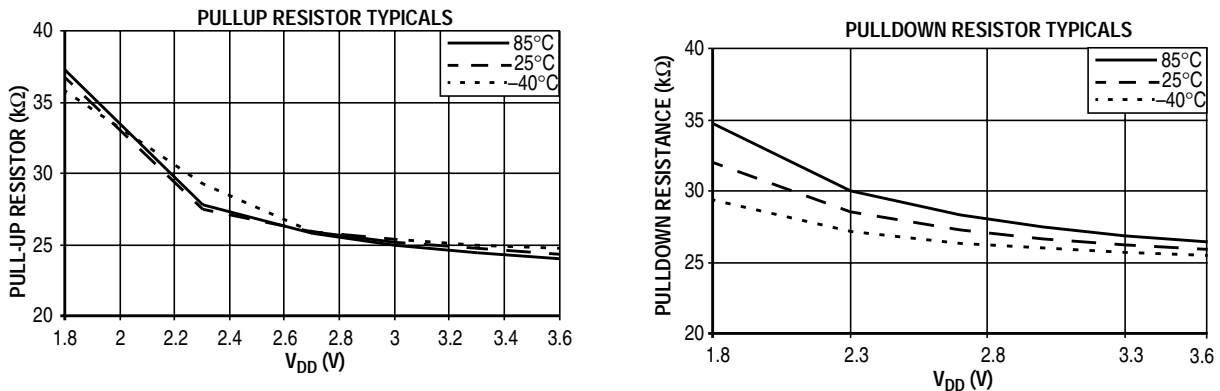 PULLUP RESISTOR TYPICALS
85°C
25°C
–40°C
PULL-UP RESISTOR (kΩ)
40
35
30
25
20
1.8 2 2.2 2.4 2.6 2.8 3 3.2 3.4 3.6
VDD (V)
PULLDOWN RESISTOR TYPICALS
85°C
25°C
–40°C
PULLDOWN RESISTANCE (kΩ)
40
35
30
25
20
1.8 2.3 2.8 3.3 3.6
VDD (V)